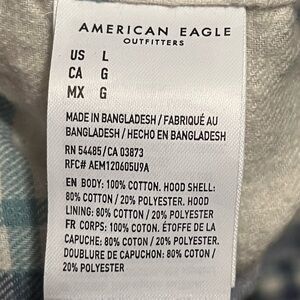 AMERICAN EAGLE
OUTFITTERS
US L
CA G
MX G
MADE IN BANGLADESH / FABRIQUÉ AU
BANGLADESH / HECHO EN BANGLADESH
RN 54485/CA 03873
RFC# AEM120605U9A
EN BODY: 100% COTTON. HOOD SHELL:
80% COTTON / 20% POLYESTER. HOOD
LINING: 80% COTTON / 20% POLYESTER
FR CORPS: 100% COTON. ÉTOFFE DE LA
CAPUCHE: 80% COTON / 20% POLYESTER.
DOUBLURE DE CAPUCHON: 80% COTON /
20% POLYESTER